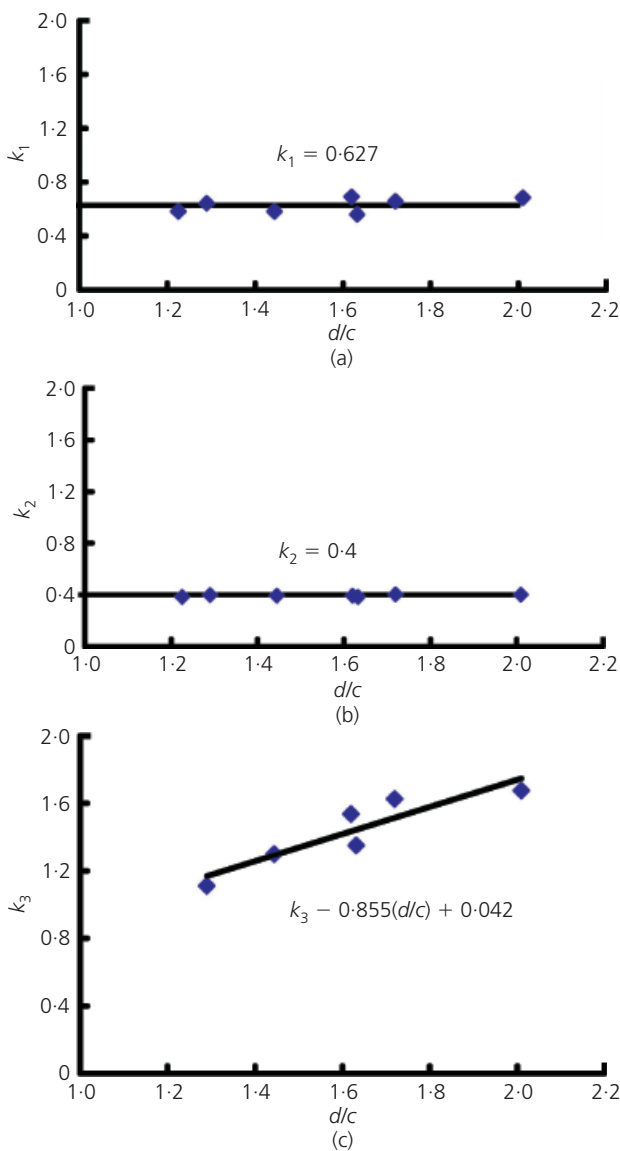 2·0
1·6
1·2
0·8
0·4
0
k₁
k₁ = 0·627
1·0 1·2 1·4 1·6 1·8 2·0 2·2
d/c
(a)
2·0
1·6
1·2
0·8
0·4
0
k₂
k₂ = 0·4
1·0 1·2 1·4 1·6 1·8 2·0 2·2
d/c
(b)
2·0
1·6
1·2
0·8
0·4
0
k₃
k₃ − 0·855(d/c) + 0·042
1·0 1·2 1·4 1·6 1·8 2·0 2·2
d/c
(c)